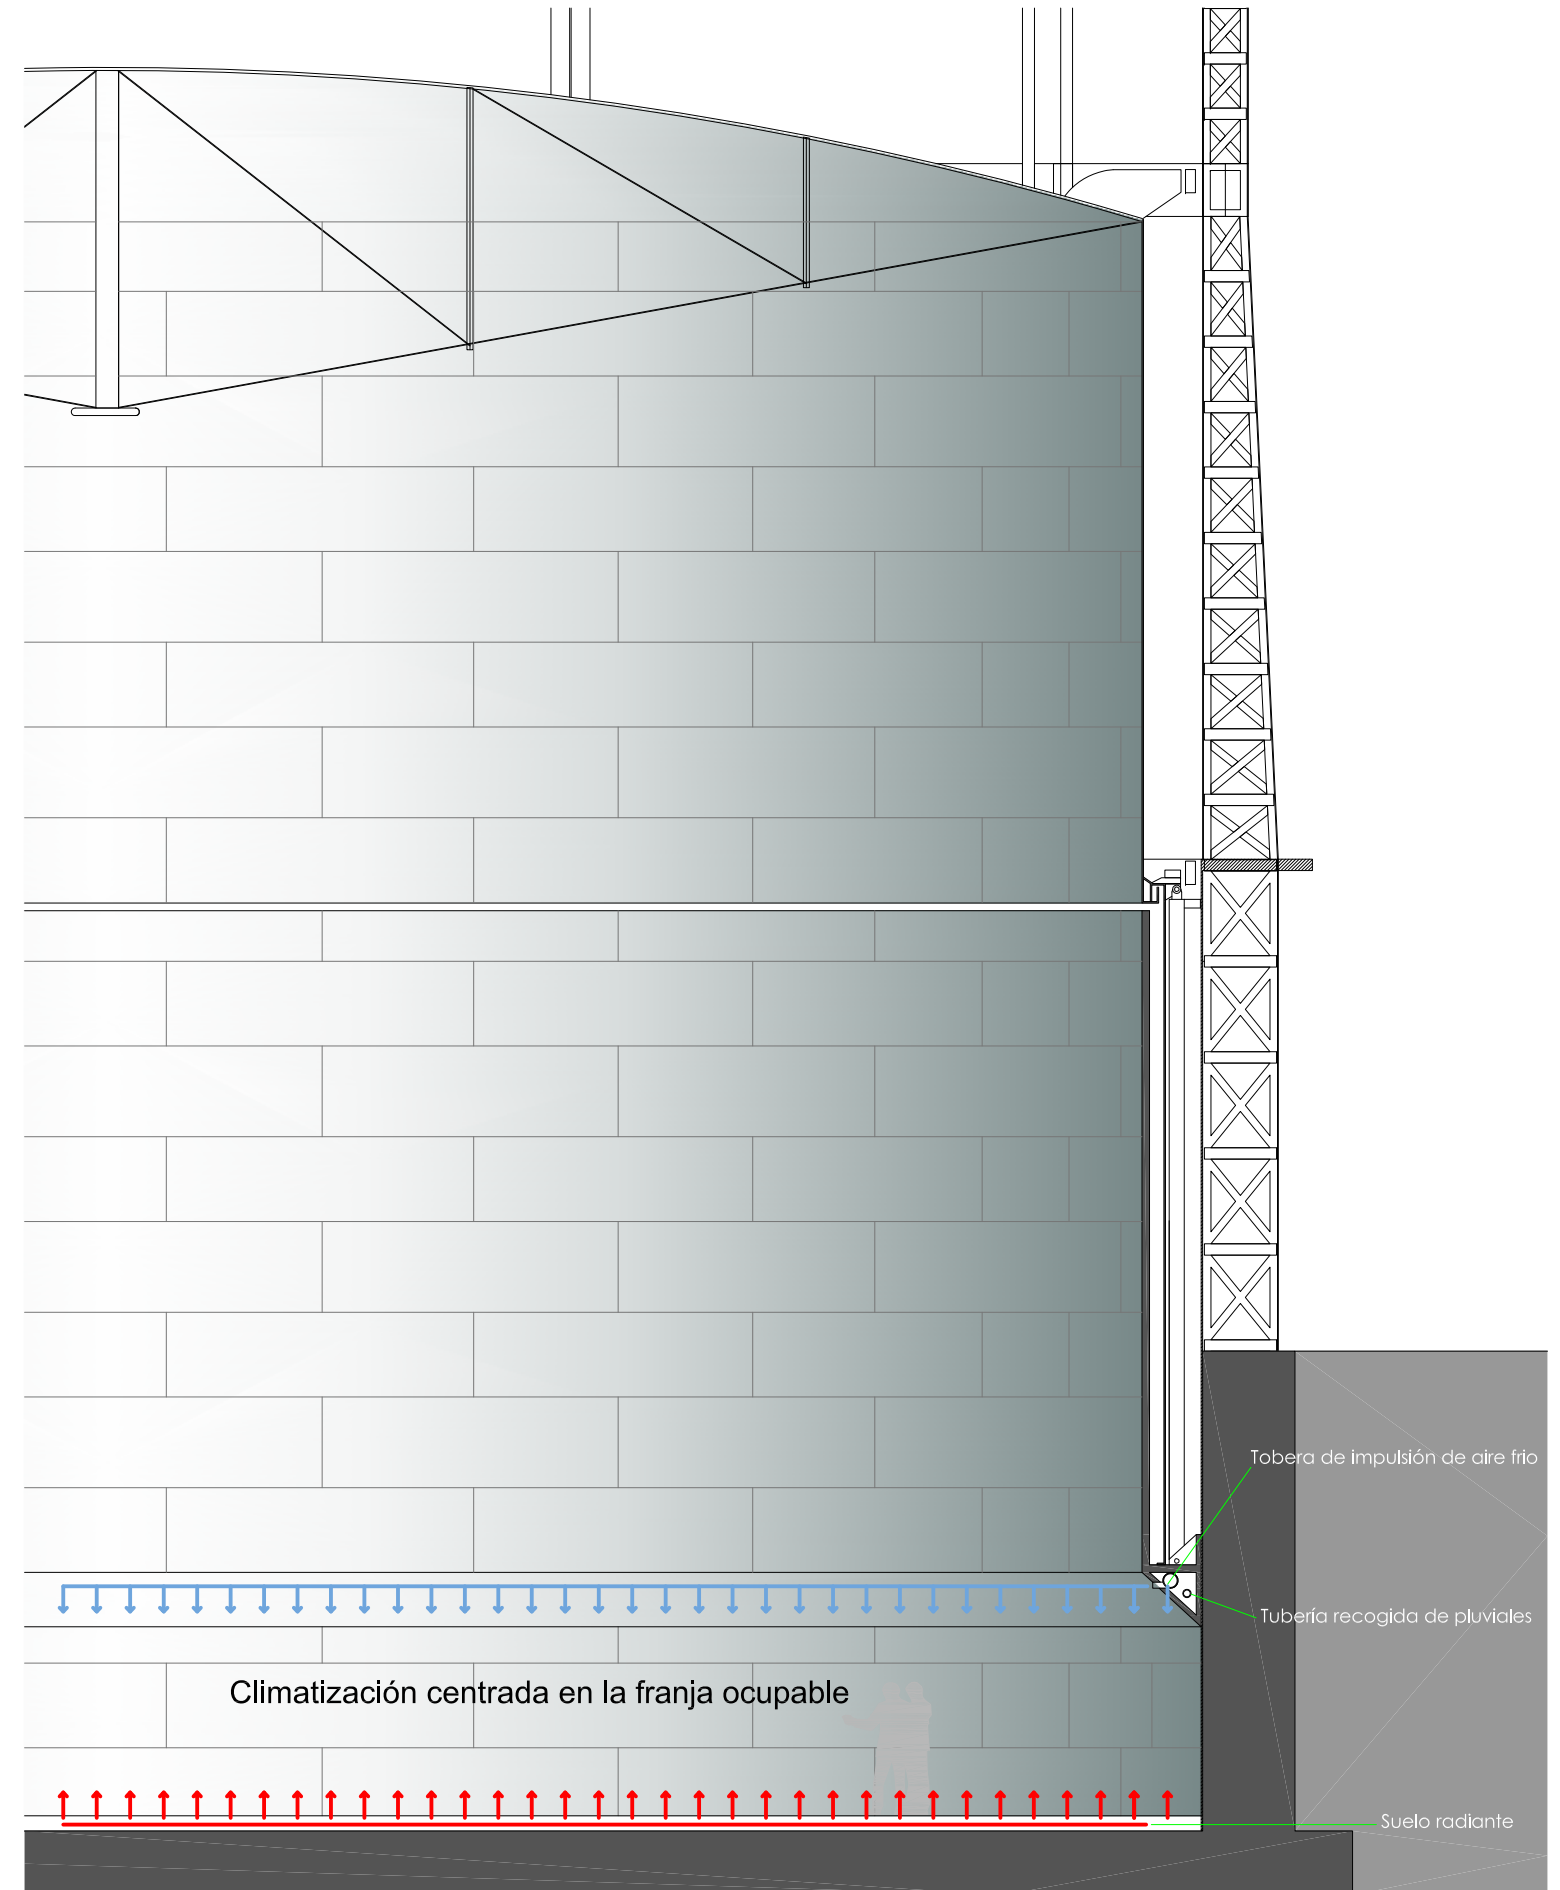 Tobera de impulsión de aire frio
Tubería recogida de pluviales
Climatización centrada en la franja ocupable
Suelo radiante